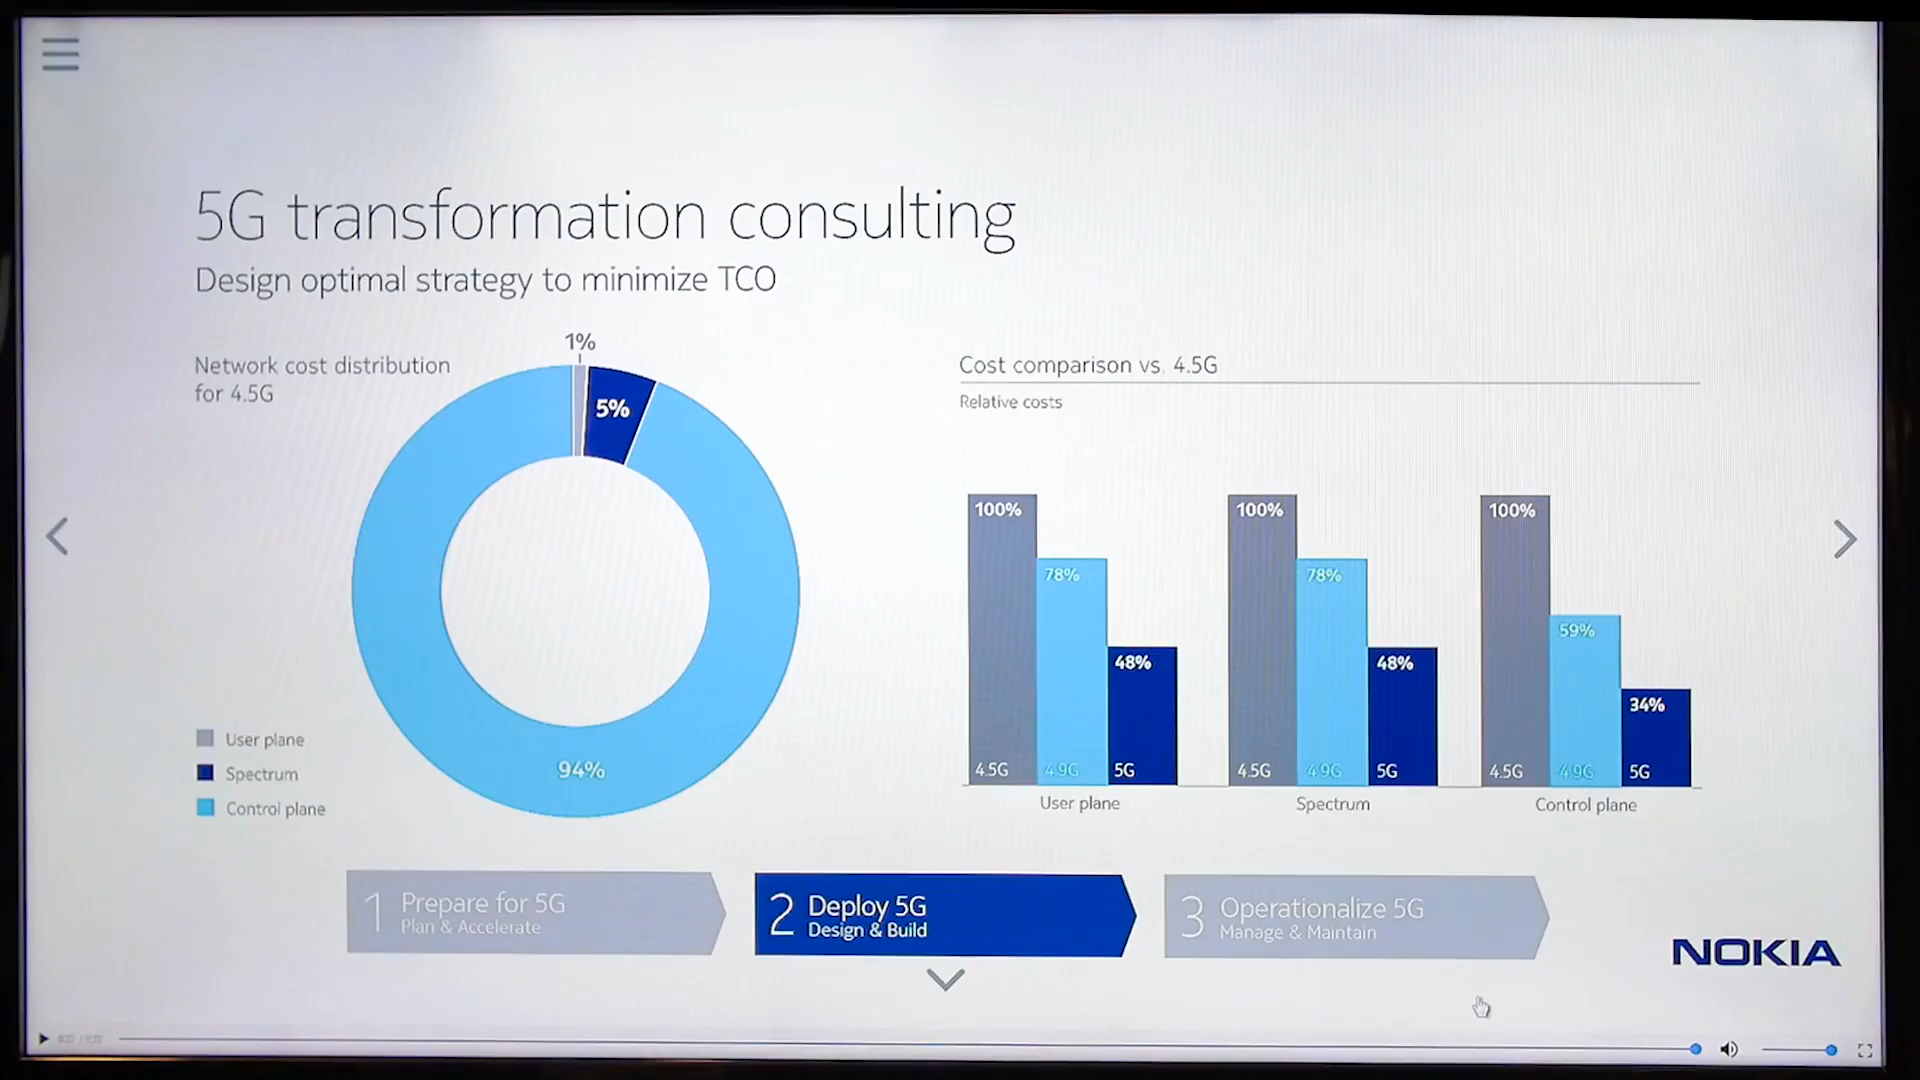 5G transformation consulting
Design optimal strategy to minimize TCO
Network cost distribution
for 4.5G
1%
5%
94%
User plane
Spectrum
Control plane
Cost comparison vs. 4.5G
Relative costs
100%
78%
48%
4.5G
4.9G
5G
User plane
100%
78%
48%
4.5G
4.9G
5G
Spectrum
100%
59%
34%
4.5G
4.9G
5G
Control plane
1 Prepare for 5G
Plan & Accelerate
2 Deploy 5G
Design & Build
3 Operationalize 5G
Manage & Maintain
NOKIA